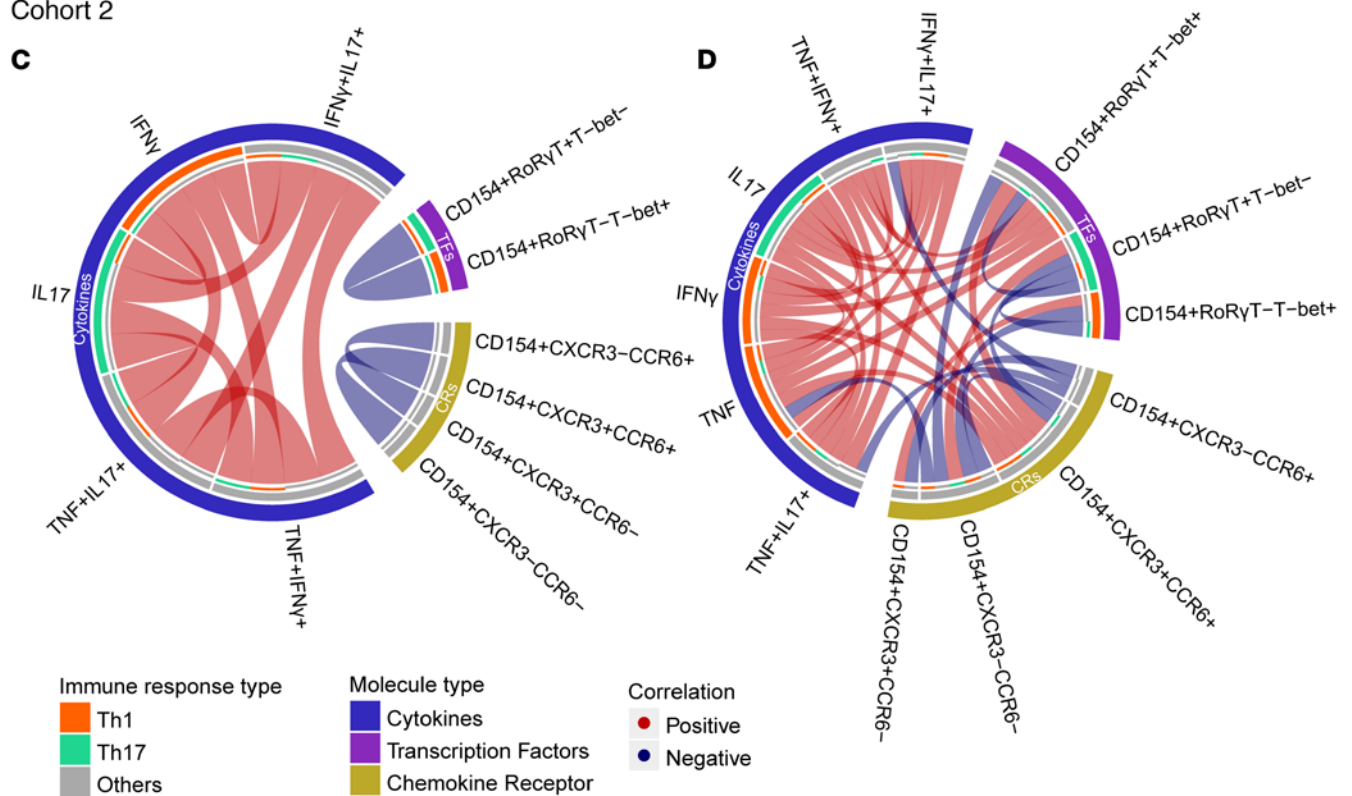 Cohort 2
C
IFNγ+IL17+
IFNγ
IL17
TNF+IL17+
TNF+IFNγ+
Cytokines
CD154+RoRγT+T−bet−
CD154+RoRγT−T−bet+
TFs
CD154+CXCR3−CCR6+
CD154+CXCR3+CCR6+
CD154+CXCR3+CCR6−
CD154+CXCR3−CCR6−
CRs
D
IFNγ+IL17+
TNF+IFNγ+
IL17
IFNγ
TNF
TNF+IL17+
Cytokines
CD154+RoRγT+T−bet+
CD154+RoRγT+T−bet−
CD154+RoRγT−T−bet+
TFs
CD154+CXCR3−CCR6+
CD154+CXCR3+CCR6+
CD154+CXCR3−CCR6−
CD154+CXCR3+CCR6−
CRs
Immune response type
Th1
Th17
Others
Molecule type
Cytokines
Transcription Factors
Chemokine Receptor
Correlation
Positive
Negative